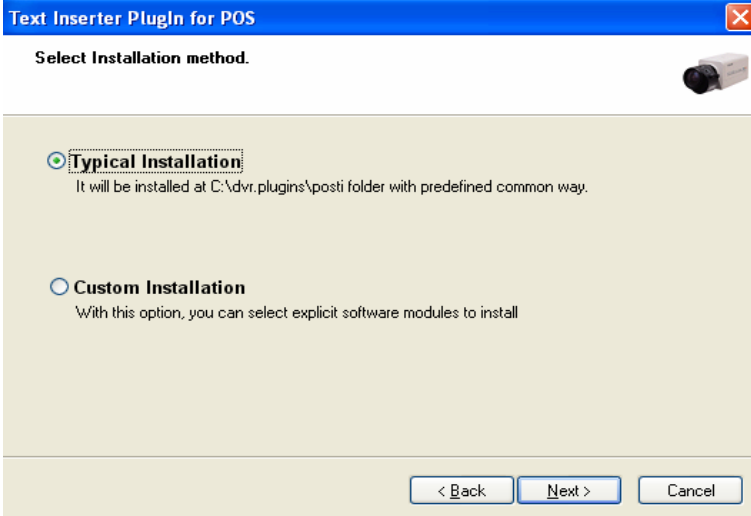 Text Inserter PlugIn for POS
Select Installation method.
Typical Installation
It will be installed at C:\dvr.plugins\posti folder with predefined common way.
Custom Installation
With this option, you can select explicit software modules to install
< Back
Next >
Cancel